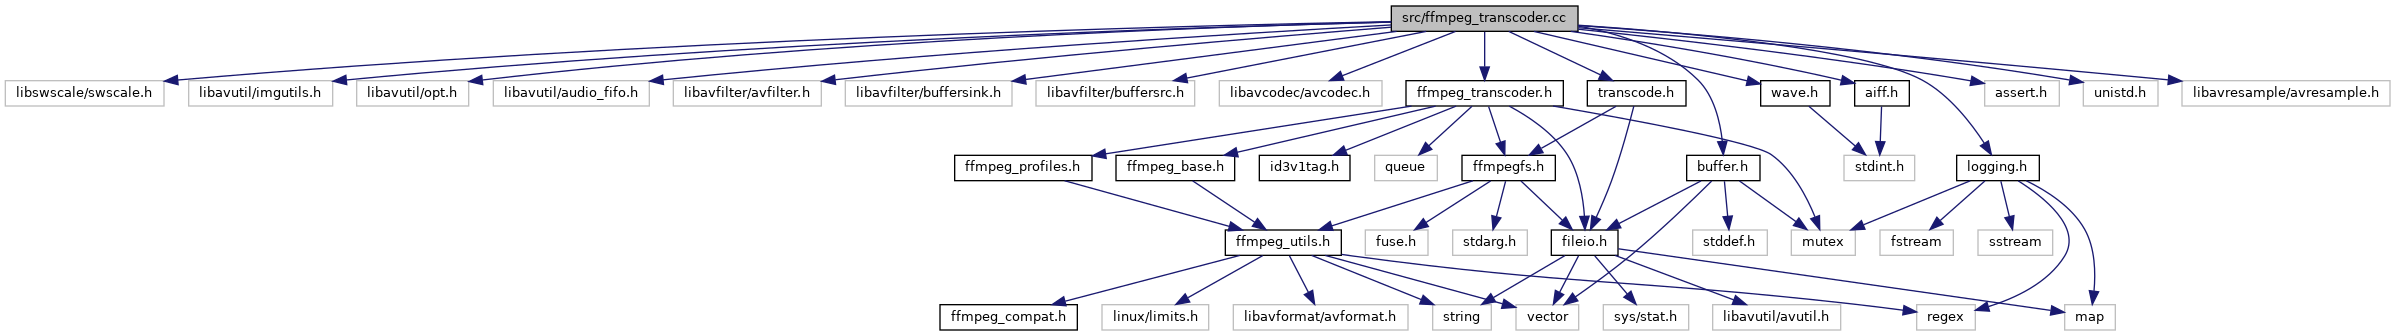 src/ffmpeg_transcoder.cc
libswscale/swscale.h
libavutil/imgutils.h
libavutil/opt.h
libavutil/audio_fifo.h
libavfilter/avfilter.h
libavfilter/buffersink.h
libavfilter/buffersrc.h
libavcodec/avcodec.h
ffmpeg_transcoder.h
transcode.h
wave.h
aiff.h
assert.h
unistd.h
libavresample/avresample.h
ffmpeg_profiles.h
ffmpeg_base.h
id3v1tag.h
queue
ffmpegfs.h
buffer.h
stdint.h
logging.h
ffmpeg_utils.h
fuse.h
stdarg.h
fileio.h
stddef.h
mutex
fstream
sstream
ffmpeg_compat.h
linux/limits.h
libavformat/avformat.h
string
vector
sys/stat.h
libavutil/avutil.h
regex
map